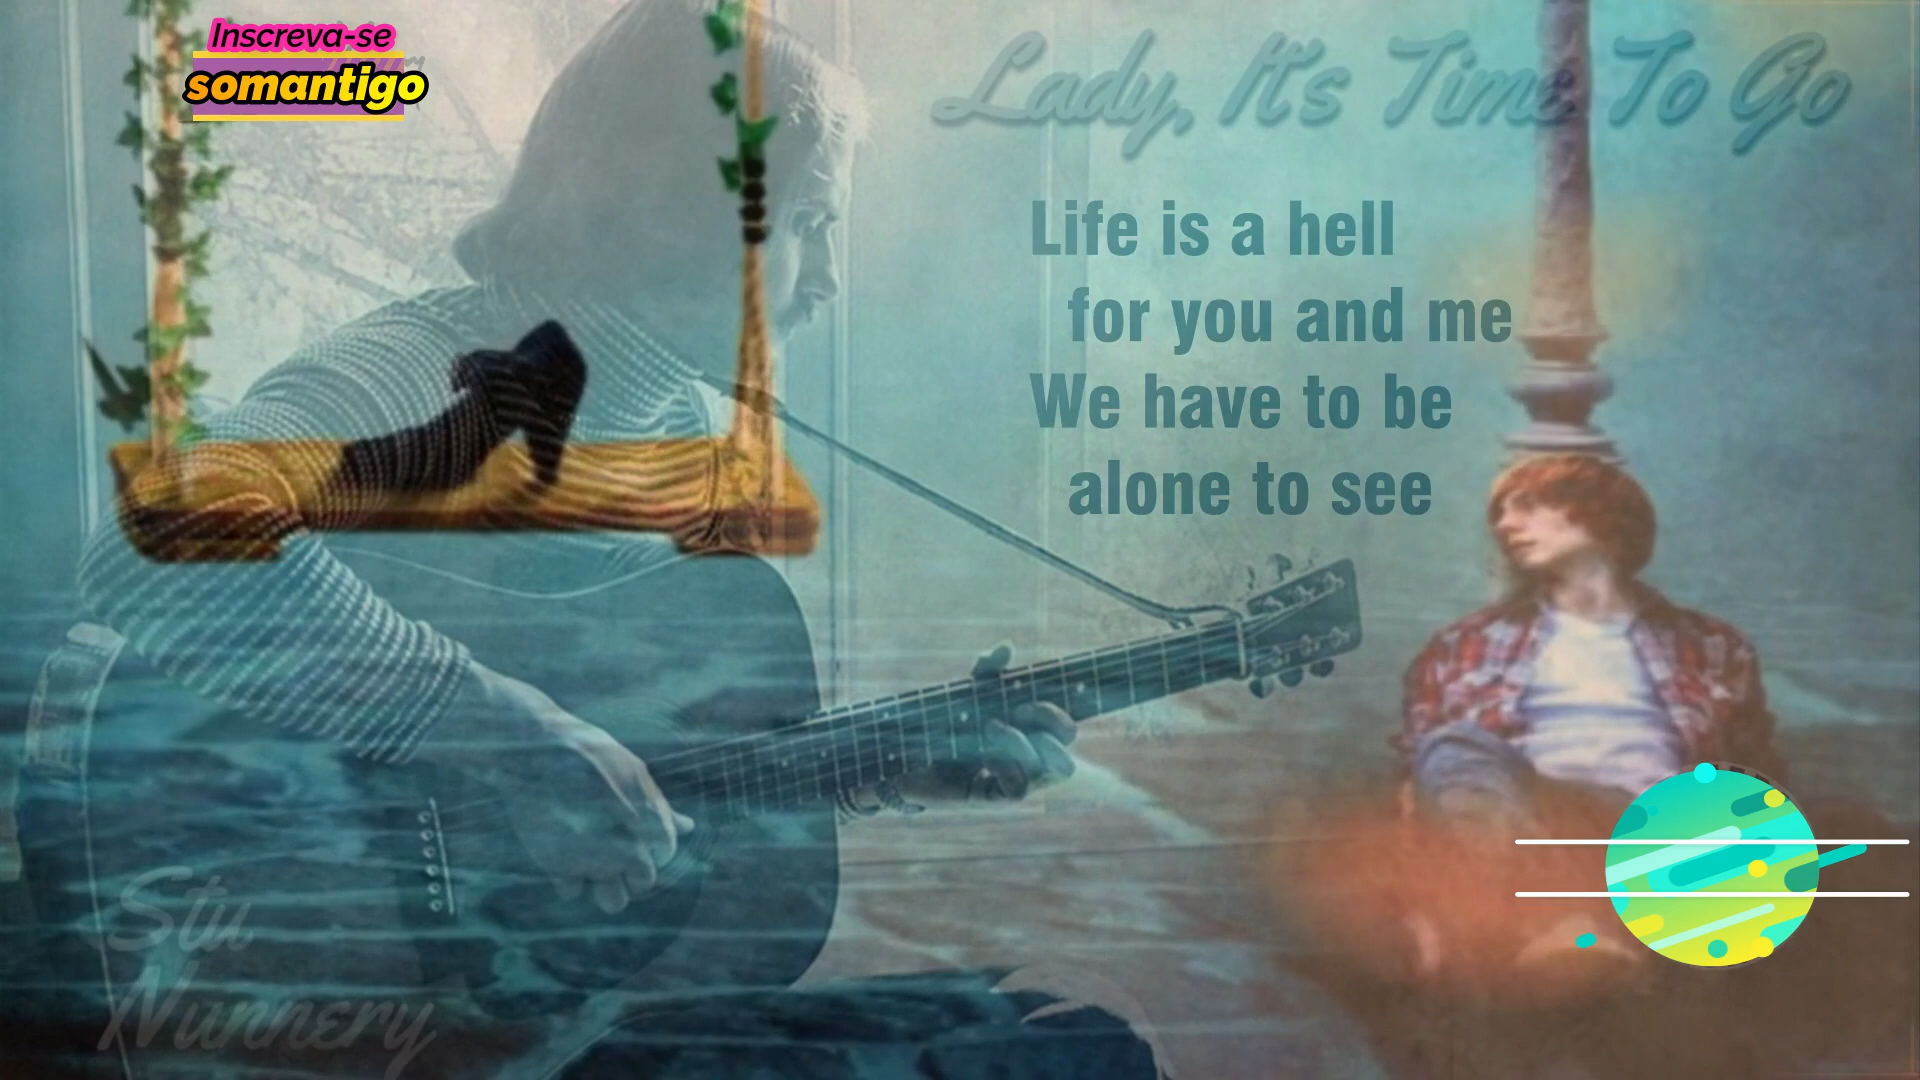 Inscreva-se
somantigo
Lady, It's Time To Go
Life is a hell
for you and me
We have to be
alone to see
Stu
Nunnery